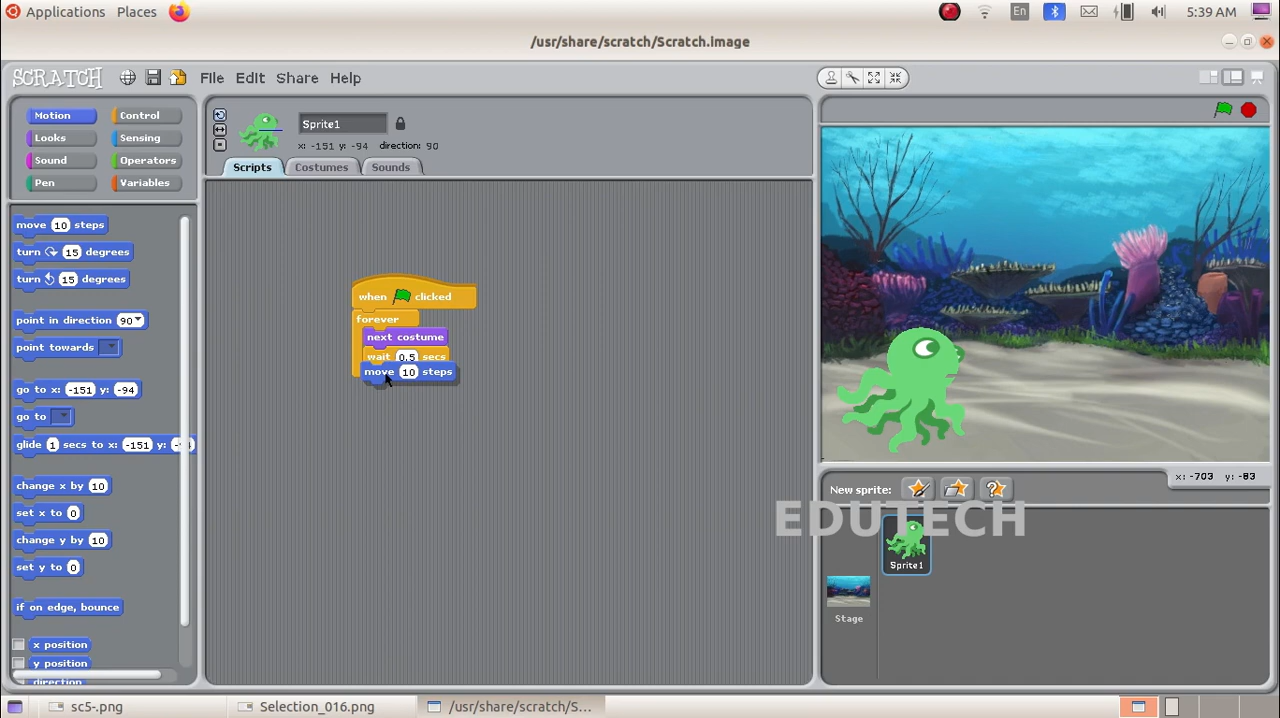 Applications Places
En
5:39 AM
/usr/share/scratch/Scratch.image
SCRATCH
File Edit Share Help
Motion Control
Looks Sensing
Sound Operators
Pen Variables
Sprite1
x: -151 y: -94 direction: 90
Scripts Costumes Sounds
move 10 steps
turn 15 degrees
turn 15 degrees
point in direction 90
point towards
go to x: -151 y: -94
go to
glide 1 secs to x: -151 y:
change x by 10
set x to 0
change y by 10
set y to 0
if on edge, bounce
x position
y position
direction
when clicked
forever
next costume
wait 0.5 secs
move 10 steps
x: -703 y: -83
New sprite:
EDUTECH
Sprite1
Stage
sc5-.png
Selection_016.png
/usr/share/scratch/S...